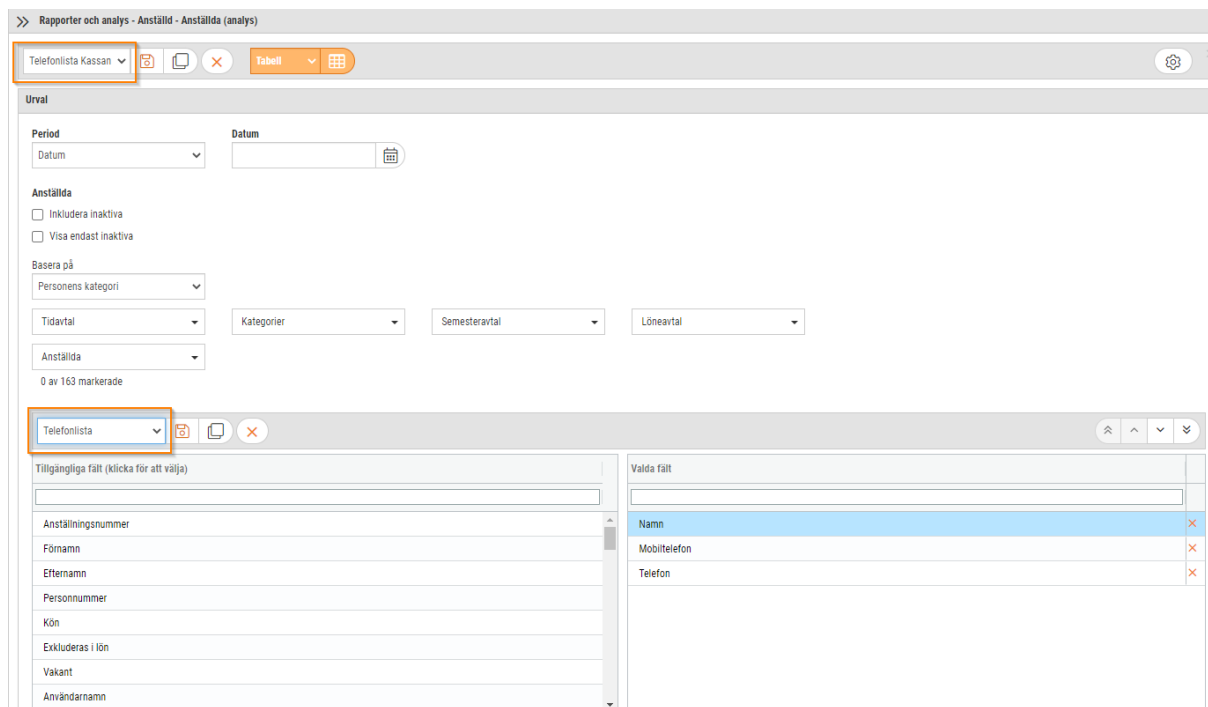 Rapporter och analys - Anställd - Anställda (analys)
Telefonlista Kassan
Tabell
Urval
Period Datum
Datum
Anställda
Inkludera inaktiva
Visa endast inaktiva
Basera på
Personens kategori
Tidavtal Kategorier Semesteravtal Löneavtal
Anställda
0 av 163 markerade
Telefonlista
Tillgängliga fält (klicka för att välja) Valda fält
Anställningsnummer Namn
Förnamn Mobiltelefon
Efternamn Telefon
Personnummer
Kön
Exkluderas i lön
Vakant
Användarnamn